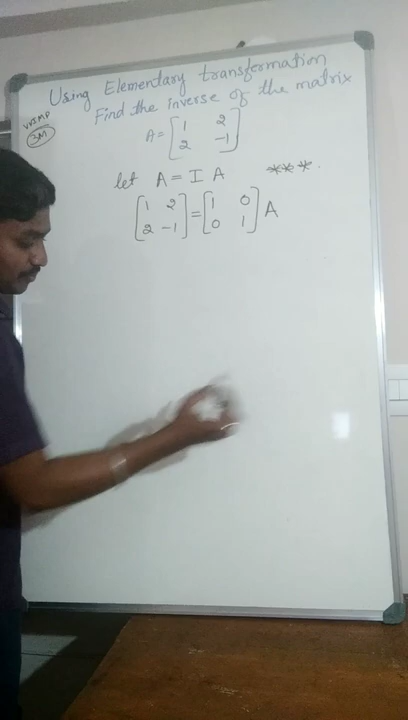 Using Elementary transformation
Find the inverse of the matrix
VVIMP
3M
A = [ 1 2
2 -1 ]
let A = I A ***.
[ 1 2
2 -1 ] = [ 1 0
0 1 ] A